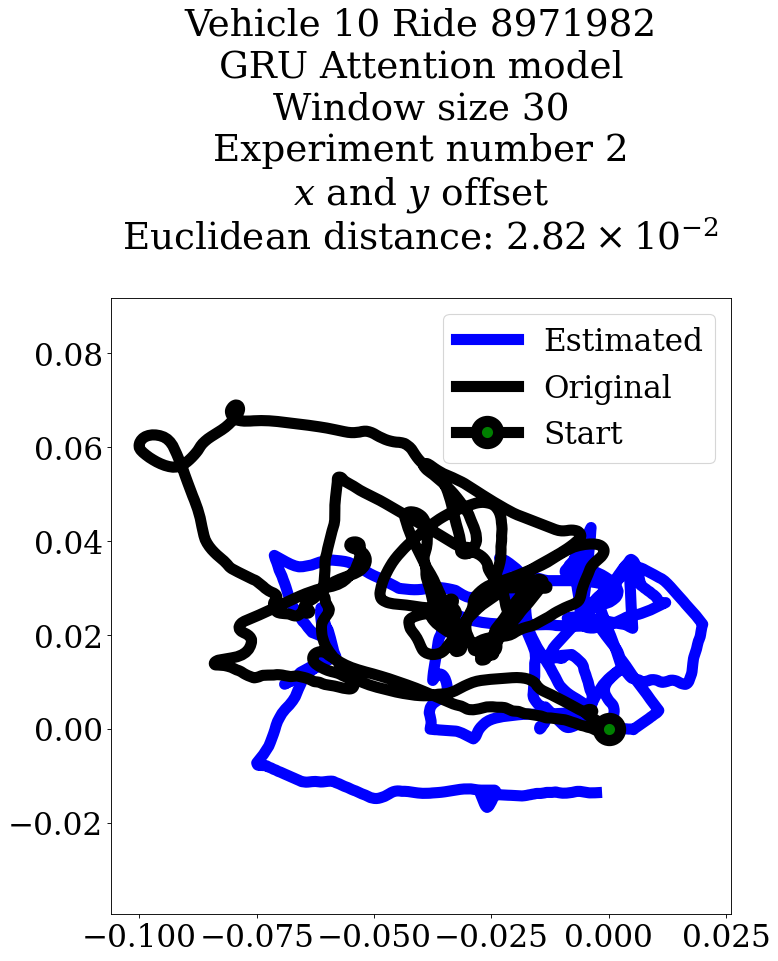 Vehicle 10 Ride 8971982
GRU Attention model
Window size 30
Experiment number 2
x and y offset
Euclidean distance: 2.82 × 10⁻²
Estimated
Original
Start
0.08
0.06
0.04
0.02
0.00
−0.02
−0.100 −0.075 −0.050 −0.025 0.000 0.025